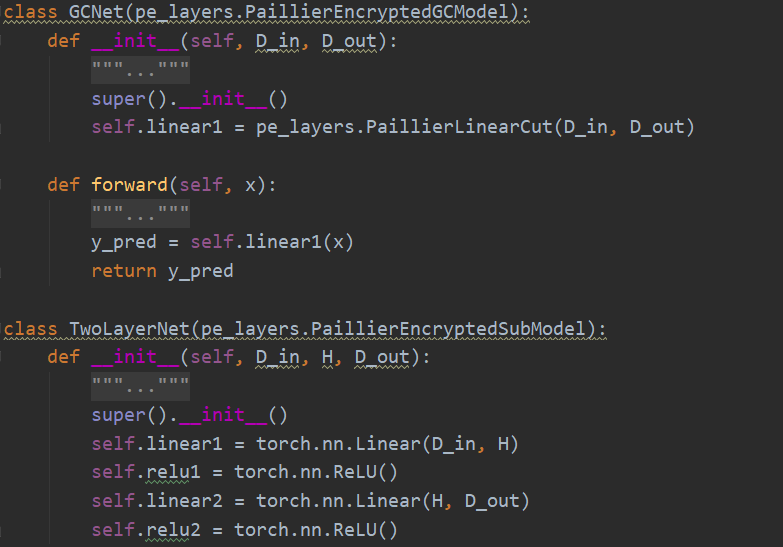 class GCNet(pe_layers.PaillierEncryptedGCModel):
    def __init__(self, D_in, D_out):
        """..."""
        super().__init__()
        self.linear1 = pe_layers.PaillierLinearCut(D_in, D_out)

    def forward(self, x):
        """..."""
        y_pred = self.linear1(x)
        return y_pred

class TwoLayerNet(pe_layers.PaillierEncryptedSubModel):
    def __init__(self, D_in, H, D_out):
        """..."""
        super().__init__()
        self.linear1 = torch.nn.Linear(D_in, H)
        self.relu1 = torch.nn.ReLU()
        self.linear2 = torch.nn.Linear(H, D_out)
        self.relu2 = torch.nn.ReLU()